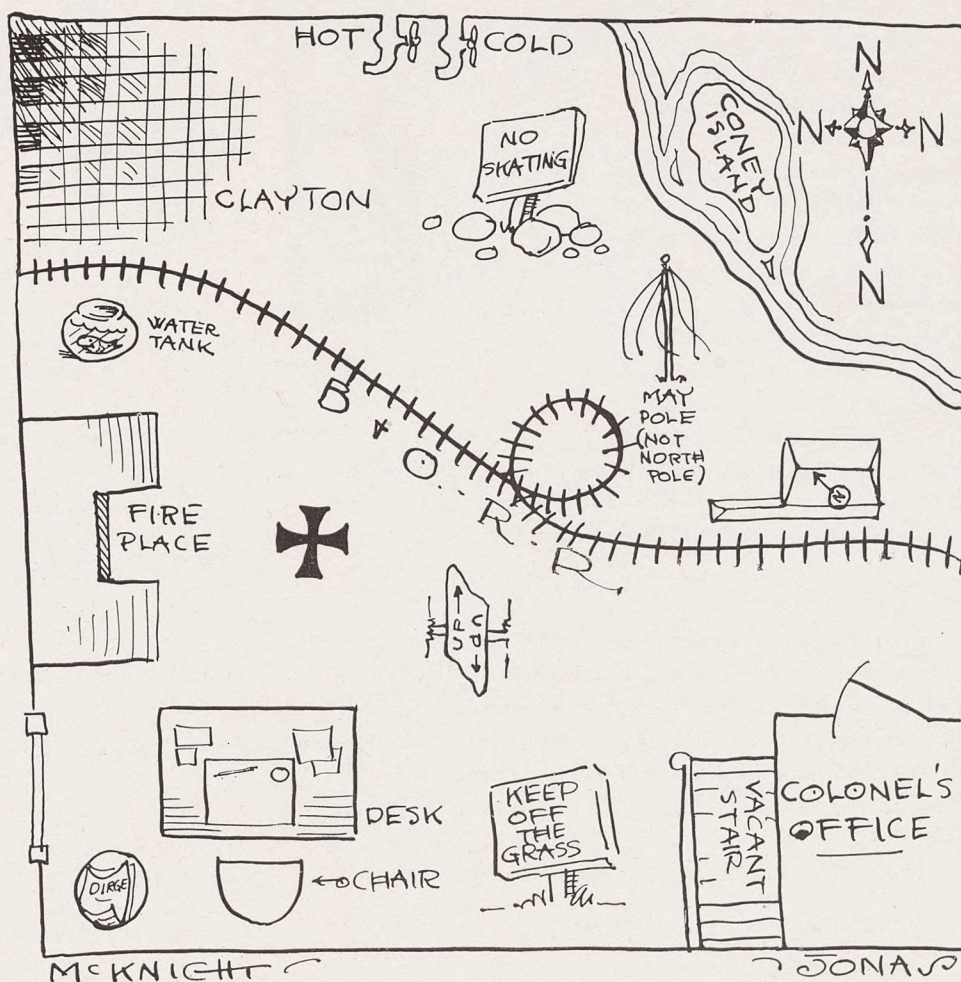 HOT
COLD
NO
SKATING
CONEY
ISLAND
N
N
N
N
CLAYTON
WATER
TANK
B & O. R. R.
MAY
POLE
(NOT
NORTH
POLE)
N
FIRE
PLACE
UP
DN
DESK
CHAIR
DIRGE
KEEP
OFF
THE
GRASS
VACANT
STAIR
COLONEL'S
OFFICE
McKNIGHT
JONAS